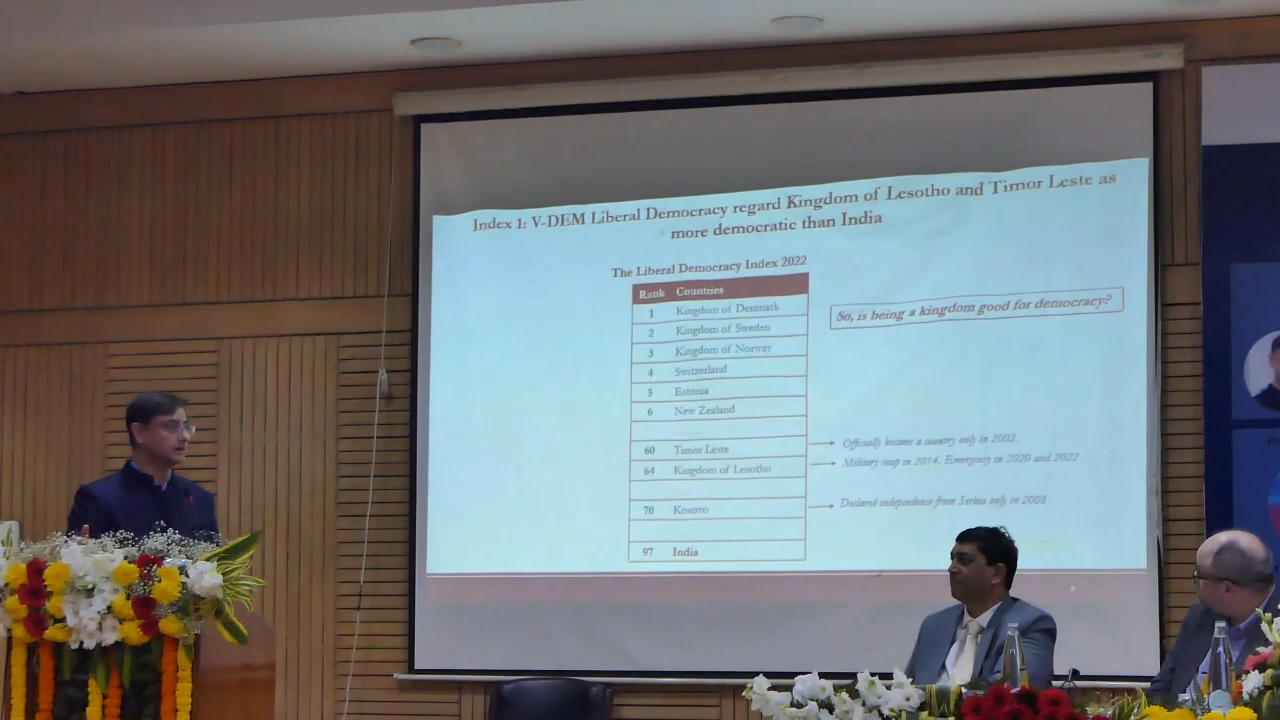 Index 1: V-DEM Liberal Democracy regard Kingdom of Lesotho and Timor Leste as
more democratic than India
The Liberal Democracy Index 2022
Rank Countries
1 Kingdom of Denmark
2 Kingdom of Sweden
3 Kingdom of Norway
4 Switzerland
5 Estonia
6 New Zealand
60 Timor Leste
64 Kingdom of Lesotho
70 Kosovo
97 India
So, is being a kingdom good for democracy?
Officially became a country only in 2002.
Military coup in 2014. Emergency in 2020 and 2022
Declared independence from Serbia only in 2008